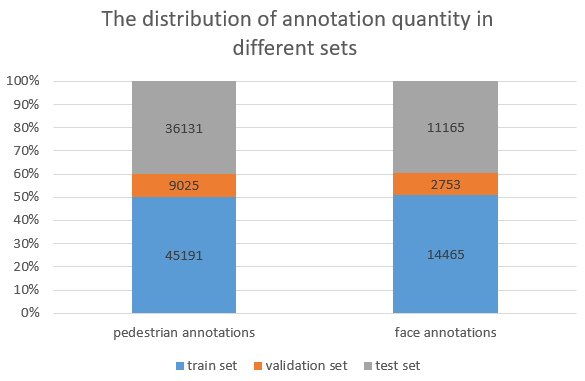 The distribution of annotation quantity in
different sets
100%
90%
80%
70%
60%
50%
40%
30%
20%
10%
0%
36131
11165
9025
2753
45191
14465
pedestrian annotations
face annotations
train set
validation set
test set